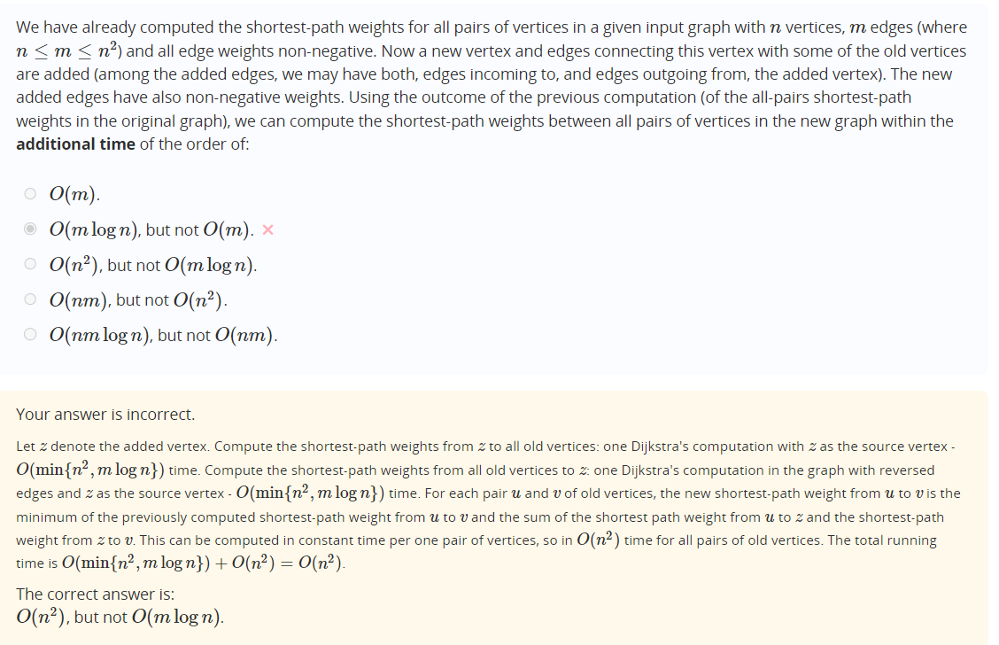 We have already computed the shortest-path weights for all pairs of vertices in a given input graph with n vertices, m edges (where
n ≤ m ≤ n²) and all edge weights non-negative. Now a new vertex and edges connecting this vertex with some of the old vertices
are added (among the added edges, we may have both, edges incoming to, and edges outgoing from, the added vertex). The new
added edges have also non-negative weights. Using the outcome of the previous computation (of the all-pairs shortest-path
weights in the original graph), we can compute the shortest-path weights between all pairs of vertices in the new graph within the
additional time of the order of:
O(m).
O(m log n), but not O(m). ×
O(n²), but not O(m log n).
O(nm), but not O(n²).
O(nm log n), but not O(nm).
Your answer is incorrect.
Let z denote the added vertex. Compute the shortest-path weights from z to all old vertices: one Dijkstra's computation with z as the source vertex -
O(min{n², m log n}) time. Compute the shortest-path weights from all old vertices to z: one Dijkstra's computation in the graph with reversed
edges and z as the source vertex - O(min{n², m log n}) time. For each pair u and v of old vertices, the new shortest-path weight from u to v is the
minimum of the previously computed shortest-path weight from u to v and the sum of the shortest path weight from u to z and the shortest-path
weight from z to v. This can be computed in constant time per one pair of vertices, so in O(n²) time for all pairs of old vertices. The total running
time is O(min{n², m log n}) + O(n²) = O(n²).
The correct answer is:
O(n²), but not O(m log n).